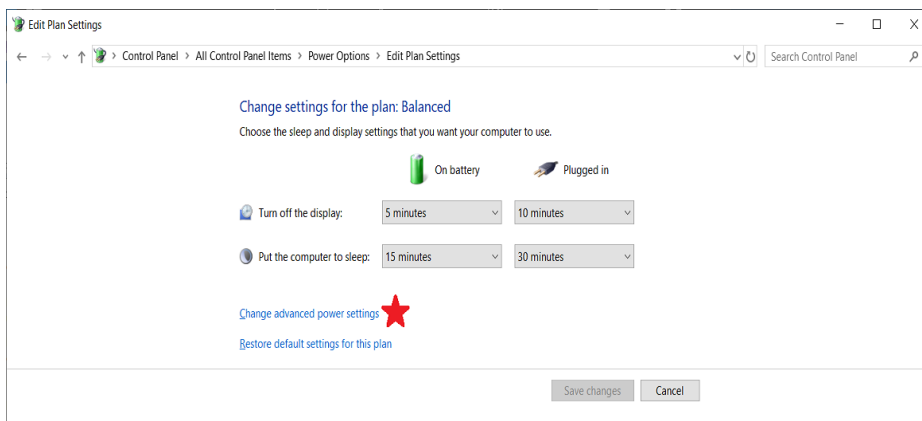 Edit Plan Settings
Control Panel > All Control Panel Items > Power Options > Edit Plan Settings
Search Control Panel
Change settings for the plan: Balanced
Choose the sleep and display settings that you want your computer to use.
On battery
Plugged in
Turn off the display: 5 minutes 10 minutes
Put the computer to sleep: 15 minutes 30 minutes
Change advanced power settings
Restore default settings for this plan
Save changes Cancel